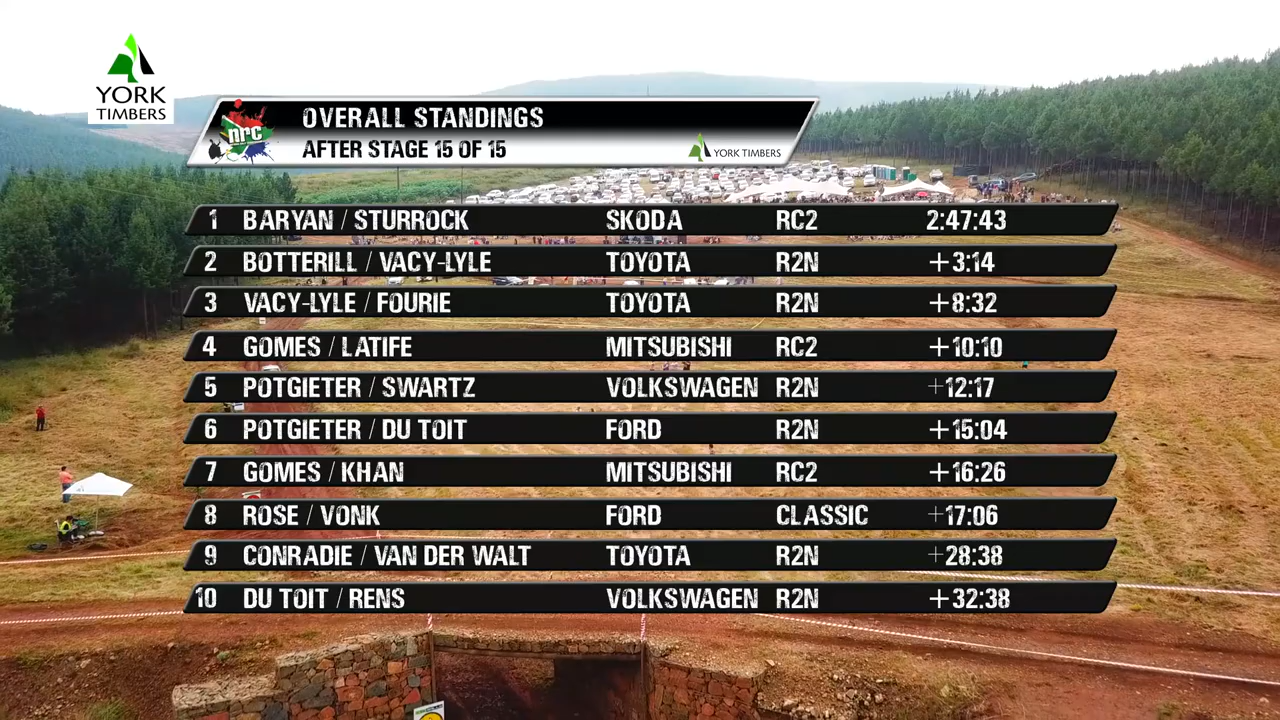 YORK
TIMBERS
nrc
OVERALL STANDINGS
AFTER STAGE 15 OF 15
YORK TIMBERS
1 BARYAN / STURROCK SKODA RC2 2:47:43
2 BOTTERILL / VACY-LYLE TOYOTA R2N +3:14
3 VACY-LYLE / FOURIE TOYOTA R2N +8:32
4 GOMES / LATIFE MITSUBISHI RC2 +10:10
5 POTGIETER / SWARTZ VOLKSWAGEN R2N +12:17
6 POTGIETER / DU TOIT FORD R2N +15:04
7 GOMES / KHAN MITSUBISHI RC2 +16:26
8 ROSE / VONK FORD CLASSIC +17:06
9 CONRADIE / VAN DER WALT TOYOTA R2N +28:38
10 DU TOIT / RENS VOLKSWAGEN R2N +32:38